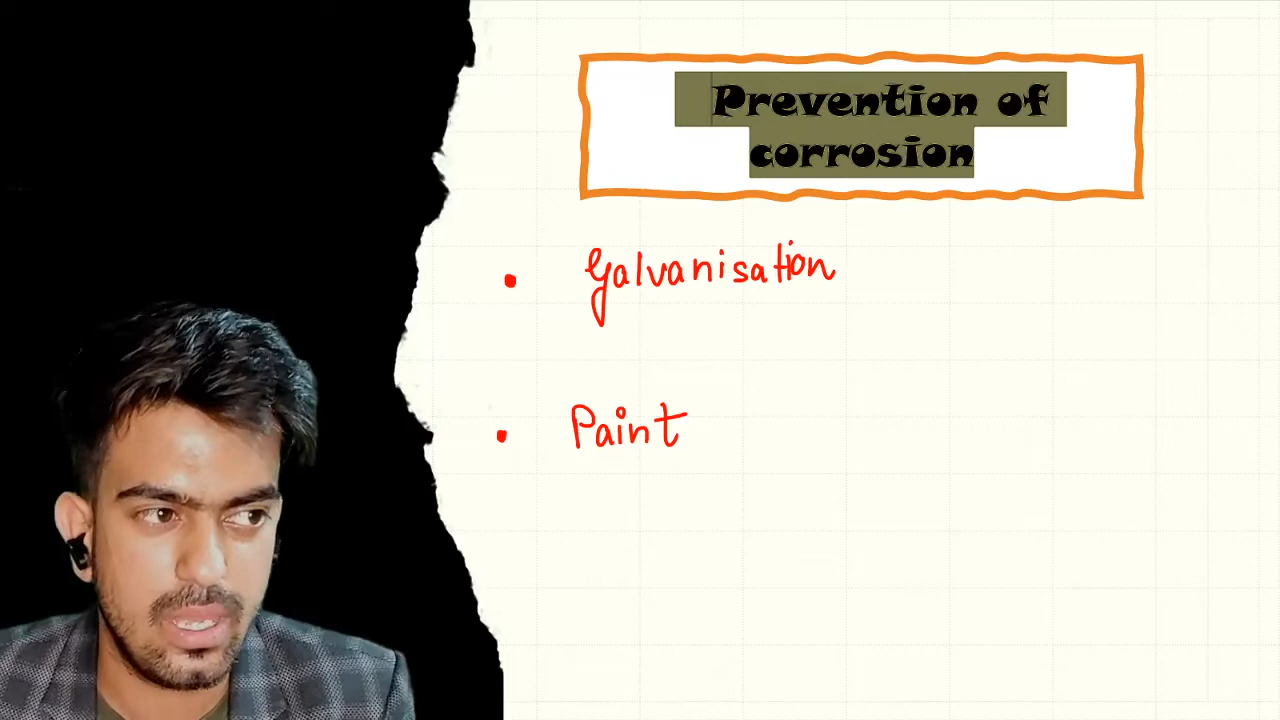 Prevention of
corrosion
• Galvanisation
• Paint